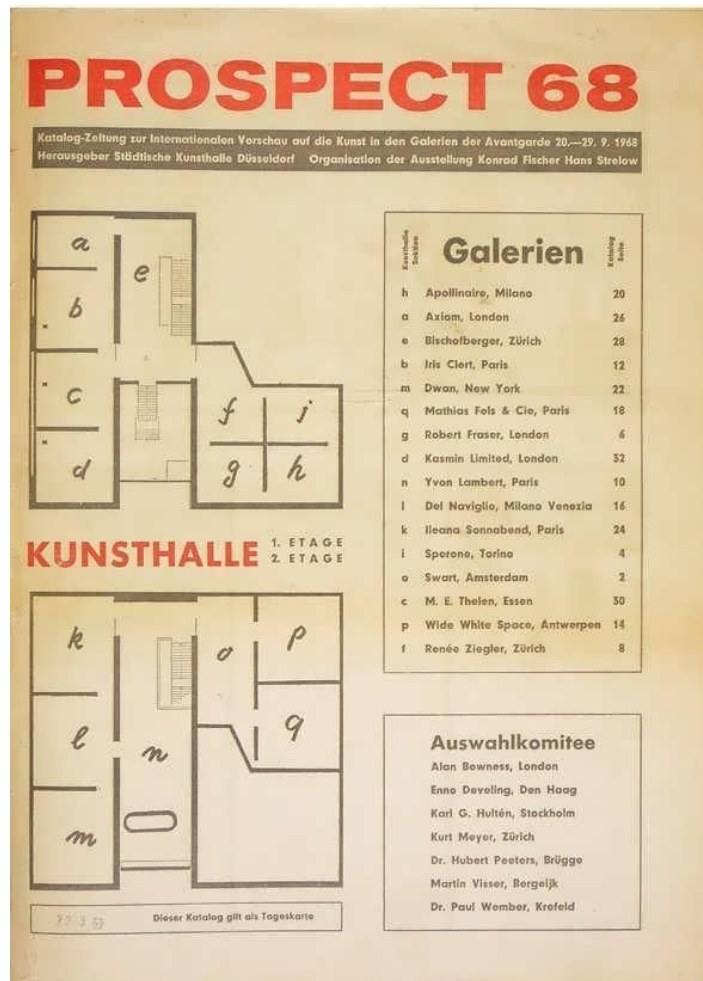 PROSPECT 68
Katalog-Zeitung zur Internationalen Vorschau auf die Kunst in den Galerien der Avantgarde 20.—29. 9. 1968
Herausgeber Städtische Kunsthalle Düsseldorf Organisation der Ausstellung Konrad Fischer Hans Strelow
a
b
c
d
e
f
j
g
h
KUNSTHALLE
1. ETAGE
2. ETAGE
k
l
m
n
o
p
q
Dieser Katalog gilt als Tageskarte
Kunsthalle Sektion
Galerien
Katalog Seite
h Apollinaire, Milano 20
a Axiom, London 26
e Bischofberger, Zürich 28
b Iris Clert, Paris 12
m Dwan, New York 22
q Mathias Fels & Cie, Paris 18
g Robert Fraser, London 6
d Kasmin Limited, London 32
n Yvon Lambert, Paris 10
l Del Naviglio, Milano Venezia 16
k Ileana Sonnabend, Paris 24
i Sperone, Torino 4
o Swart, Amsterdam 2
c M. E. Thelen, Essen 30
p Wide White Space, Antwerpen 14
f Renée Ziegler, Zürich 8
Auswahlkomitee
Alan Bowness, London
Enno Develing, Den Haag
Karl G. Hultén, Stockholm
Kurt Meyer, Zürich
Dr. Hubert Peeters, Brügge
Martin Visser, Bergeijk
Dr. Paul Wember, Krefeld